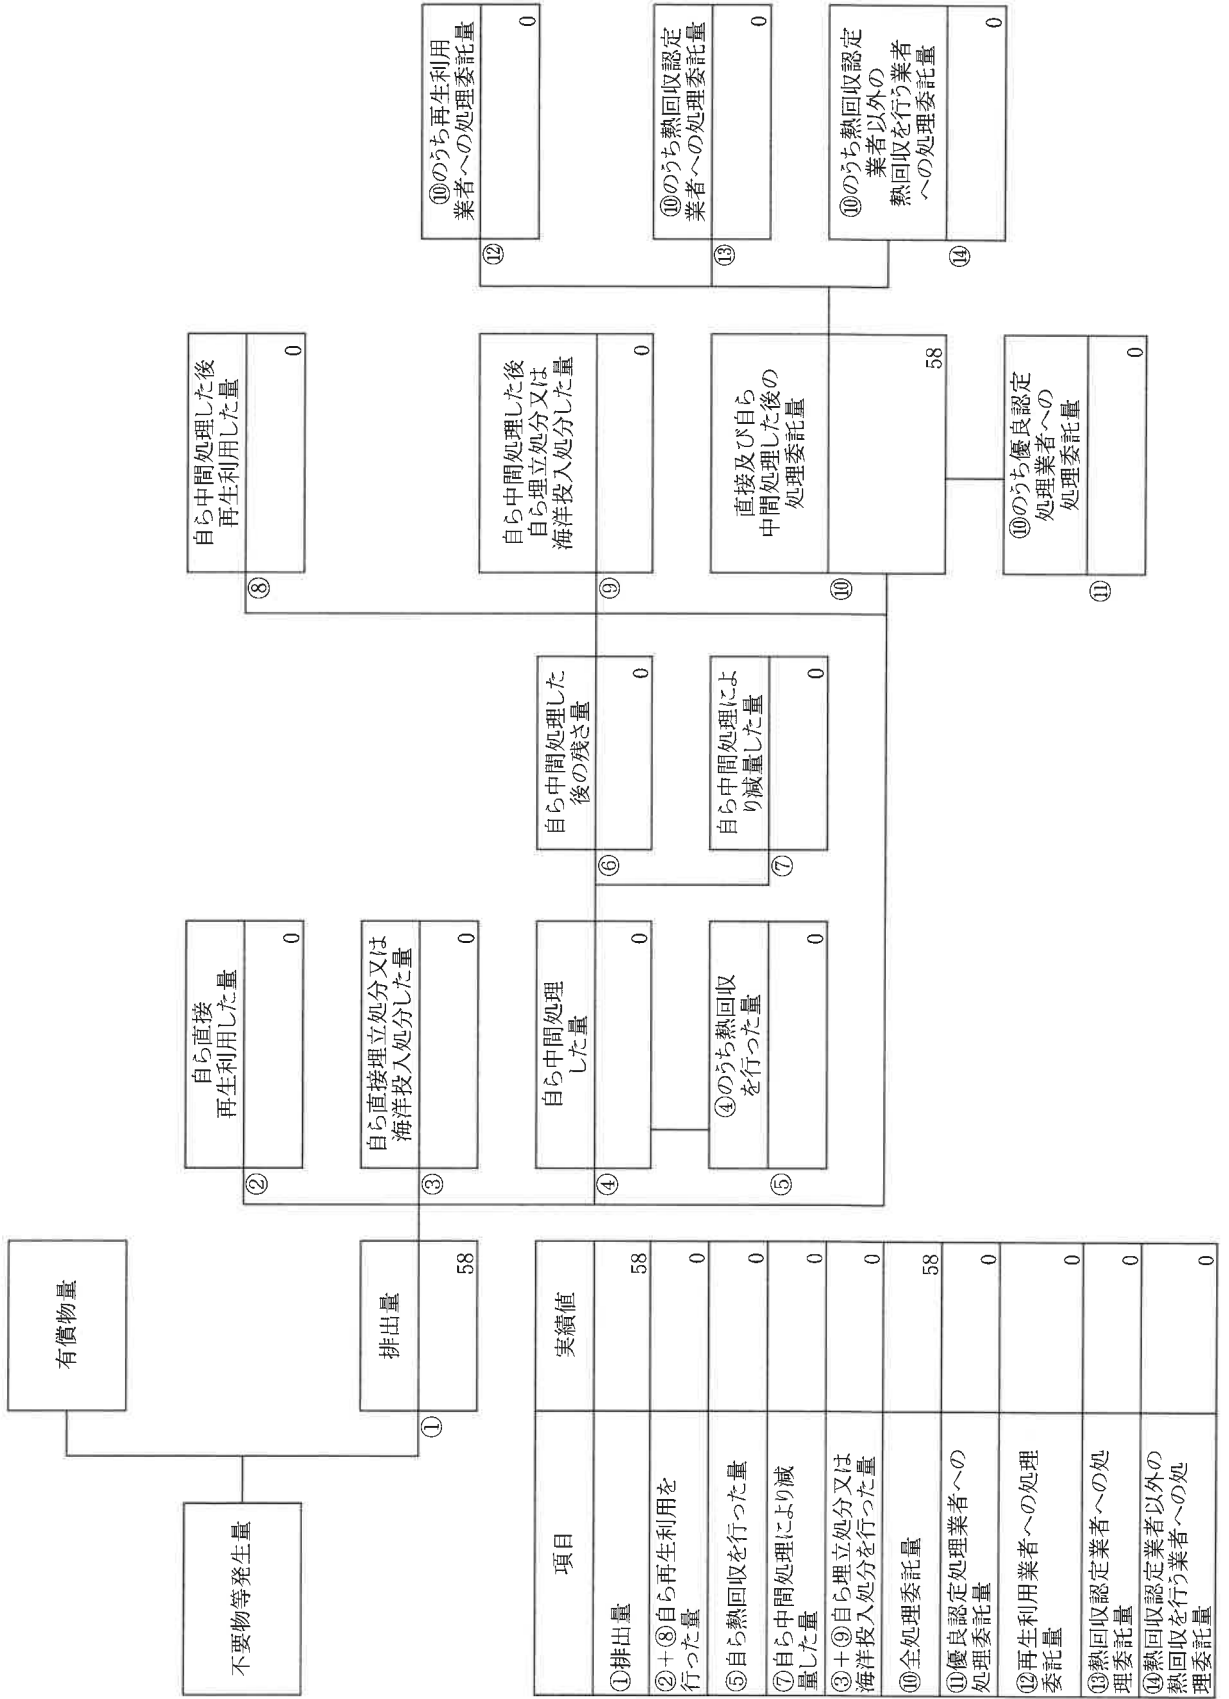 不要物等発生量
有償物量
排出量
①
58
自ら直接
再生利用した量
②
0
自ら直接埋立処分又は
海洋投入処分した量
③
0
自ら中間処理
した量
④
0
④のうち熱回収
を行った量
⑤
0
自ら中間処理した
後の残さ量
⑥
0
自ら中間処理によ
り減量した量
⑦
0
自ら中間処理した後
再生利用した量
⑧
0
自ら中間処理した後
自ら埋立処分又は
海洋投入処分した量
⑨
0
直接及び自ら
中間処理した後の
処理委託量
⑩
58
⑩のうち優良認定
処理業者への
処理委託量
⑪
0
⑩のうち再生利用
業者への処理委託量
⑫
0
⑩のうち熱回収認定
業者への処理委託量
⑬
0
⑩のうち熱回収認定
業者以外の
熱回収を行う業者
への処理委託量
⑭
0
項目 実績値
①排出量 58
②+⑧自ら再生利用を
行った量 0
⑤自ら熱回収を行った量 0
⑦自ら中間処理により減
量した量 0
③+⑨自ら埋立処分又は
海洋投入処分を行った量 0
⑩全処理委託量 58
⑪優良認定処理業者への
処理委託量 0
⑫再生利用業者への処理
委託量 0
⑬熱回収認定業者への処
理委託量 0
⑭熱回収認定業者以外の
熱回収を行う業者への処
理委託量 0